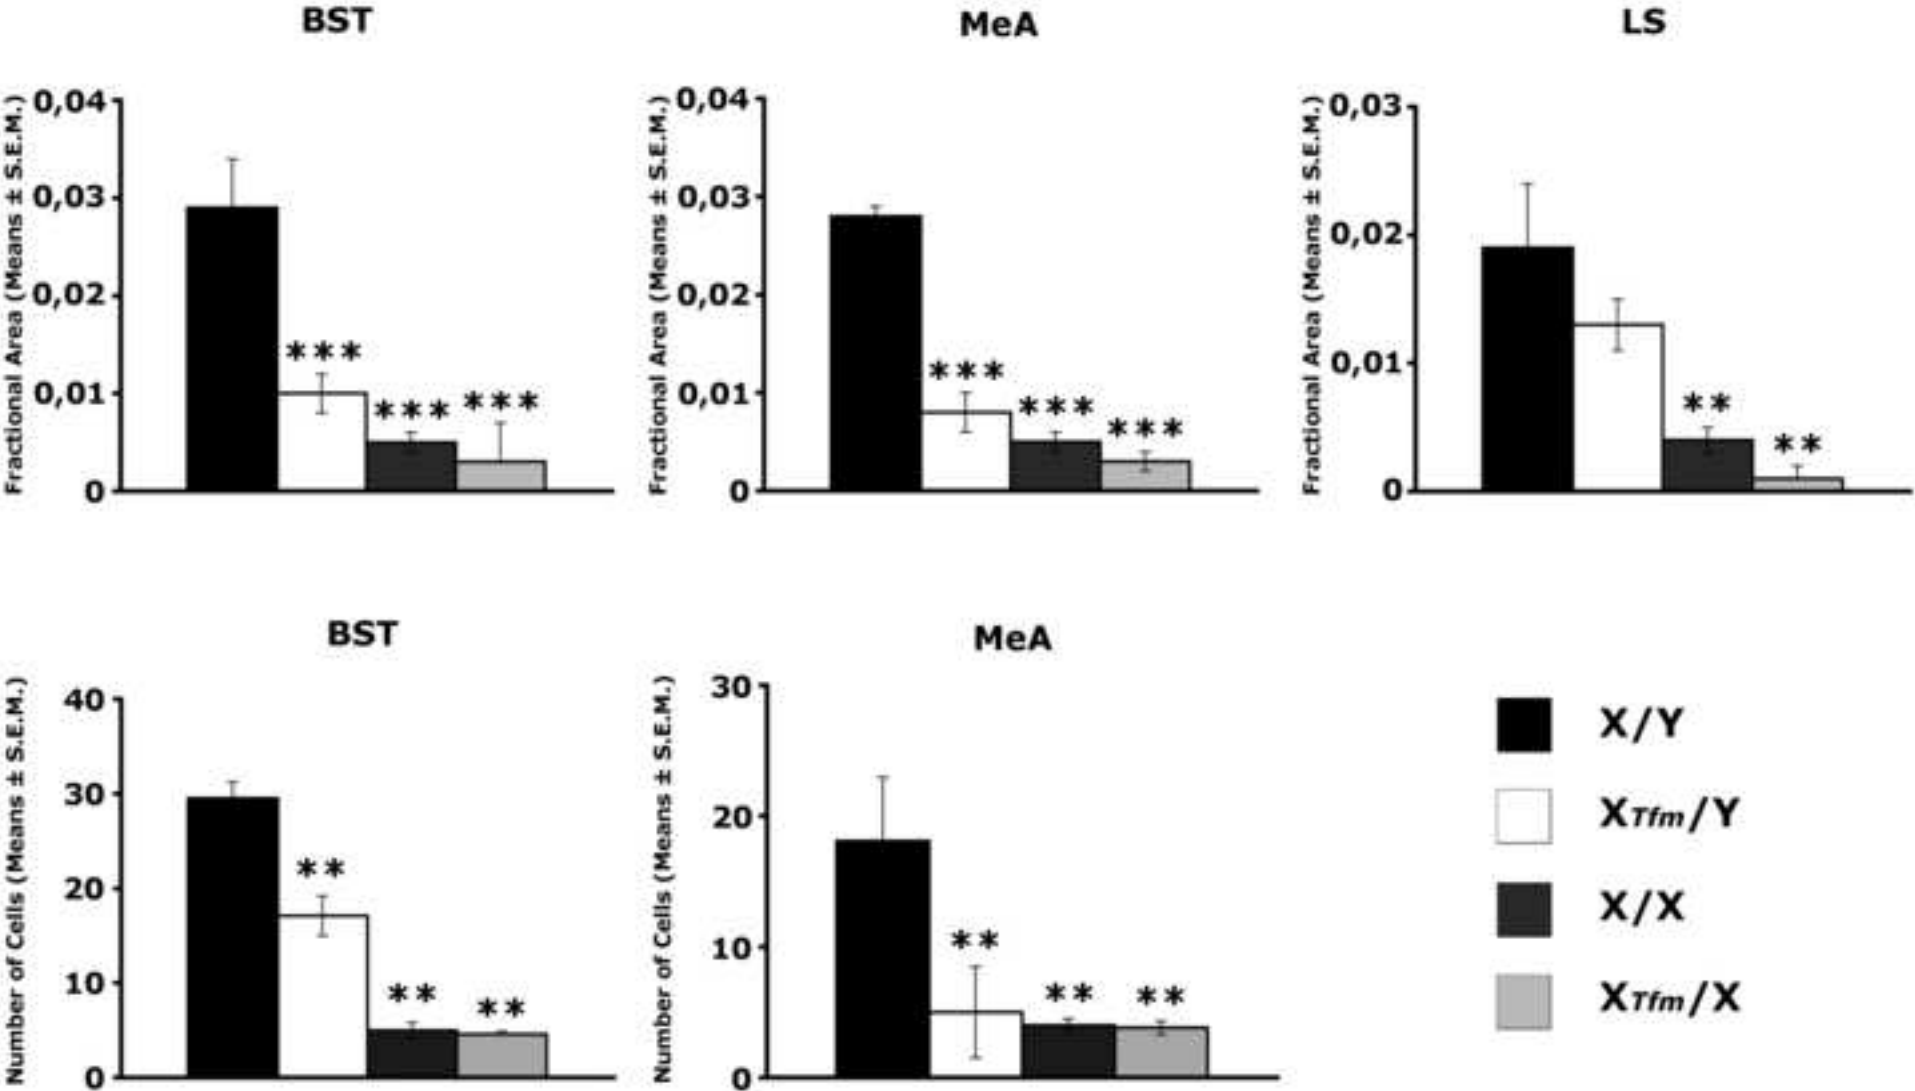 BST
MeA
LS
Fractional Area (Means ± S.E.M.)
0,04
0,03
0,02
0,01
0
***
***
***
Fractional Area (Means ± S.E.M.)
0,04
0,03
0,02
0,01
0
***
***
***
Fractional Area (Means ± S.E.M.)
0,03
0,02
0,01
0
**
**
BST
MeA
Number of Cells (Means ± S.E.M.)
40
30
20
10
0
**
**
**
Number of Cells (Means ± S.E.M.)
30
20
10
0
**
**
**
X/Y
XTfm/Y
X/X
XTfm/X